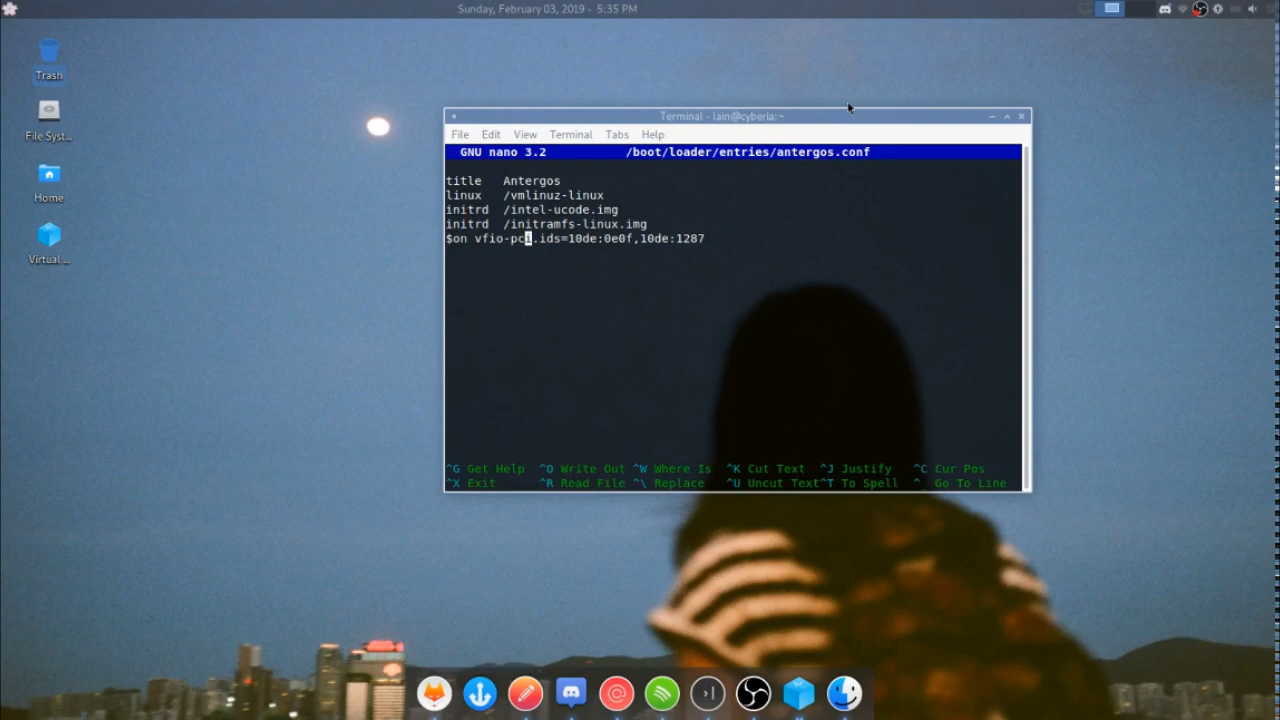 Sunday, February 03, 2019 - 5:35 PM
Trash
File Syst...
Home
Virtual ...
Terminal - lain@cyberia:~
File Edit View Terminal Tabs Help
GNU nano 3.2 /boot/loader/entries/antergos.conf
title Antergos
linux /vmlinuz-linux
initrd /intel-ucode.img
initrd /initramfs-linux.img
$on vfio-pci.ids=10de:0e0f,10de:1287
^G Get Help ^O Write Out ^W Where Is ^K Cut Text ^J Justify ^C Cur Pos
^X Exit ^R Read File ^\ Replace ^U Uncut Text ^T To Spell ^_ Go To Line